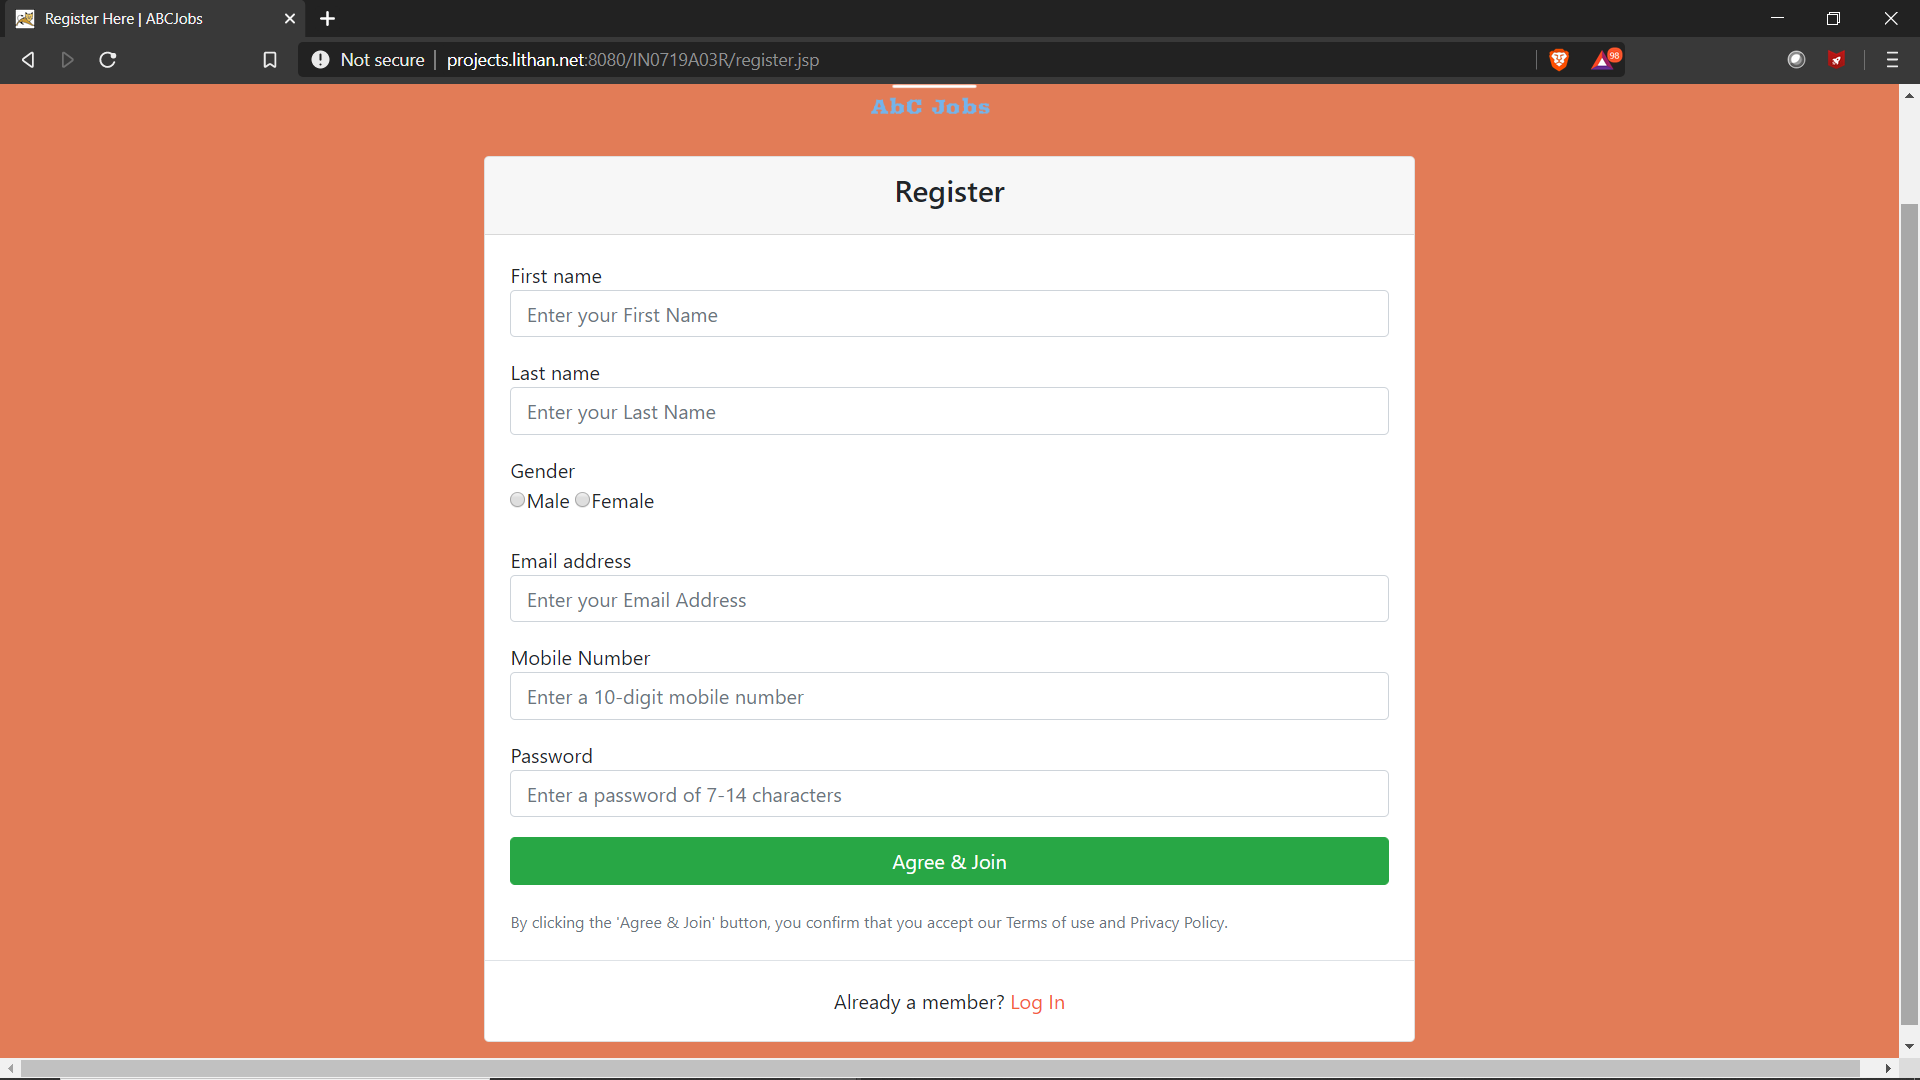 Register Here | ABCJobs
Not secure | projects.lithan.net:8080/IN0719A03R/register.jsp
98
AbC Jobs
Register
First name
Enter your First Name
Last name
Enter your Last Name
Gender
Male Female
Email address
Enter your Email Address
Mobile Number
Enter a 10-digit mobile number
Password
Enter a password of 7-14 characters
Agree & Join
By clicking the 'Agree & Join' button, you confirm that you accept our Terms of use and Privacy Policy.
Already a member? Log In